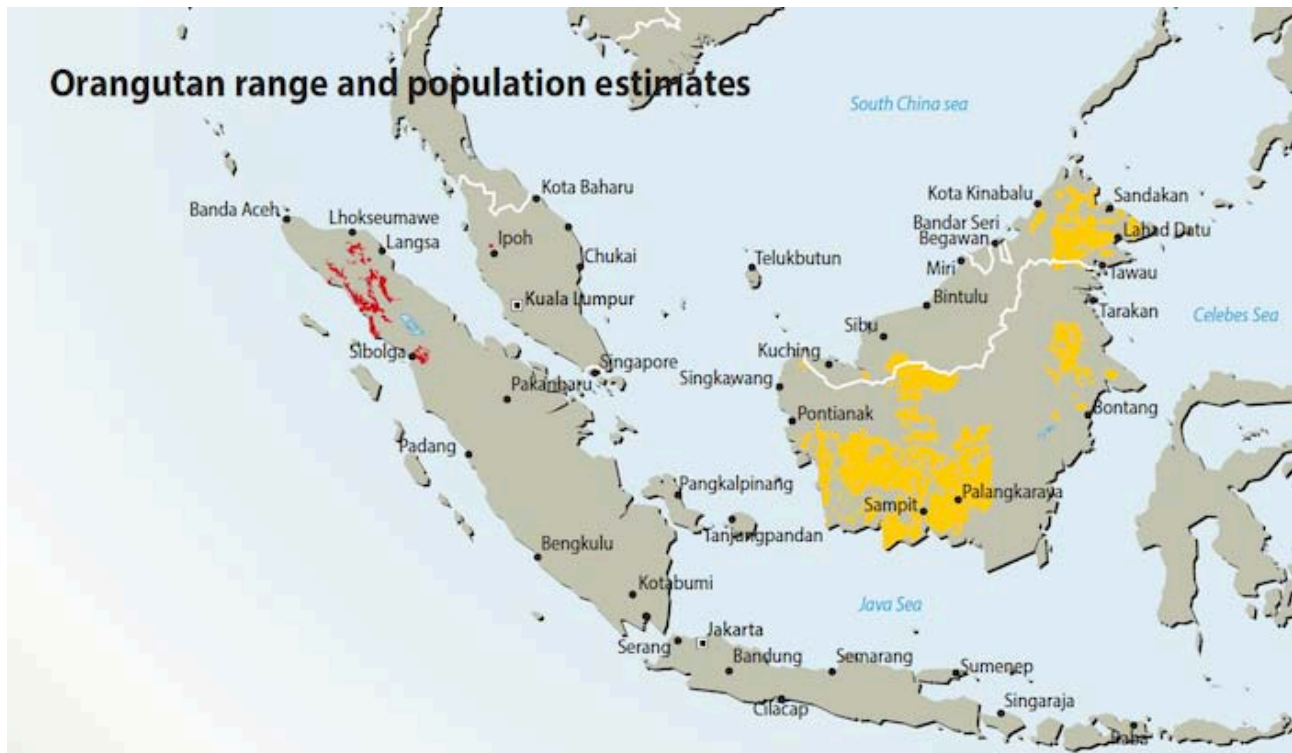 Orangutan range and population estimates
South China sea
Kota Baharu
Kota Kinabalu
Sandakan
Banda Aceh
Lhokseumawe
Langsa
Ipoh
Bandar Seri
Begawan
Lahad Datu
Chukai
Telukbutun
Miri
Tawau
Kuala Lumpur
Bintulu
Tarakan
Celebes Sea
Sibu
Sibolga
Singapore
Kuching
Pakanbaru
Singkawang
Pontianak
Bontang
Padang
Pangkalpinang
Palangkaraya
Sampit
Tanjangpandan
Bengkulu
Kotabumi
Java Sea
Jakarta
Serang
Bandung
Semarang
Sumenep
Cilacap
Singaraja
Raba